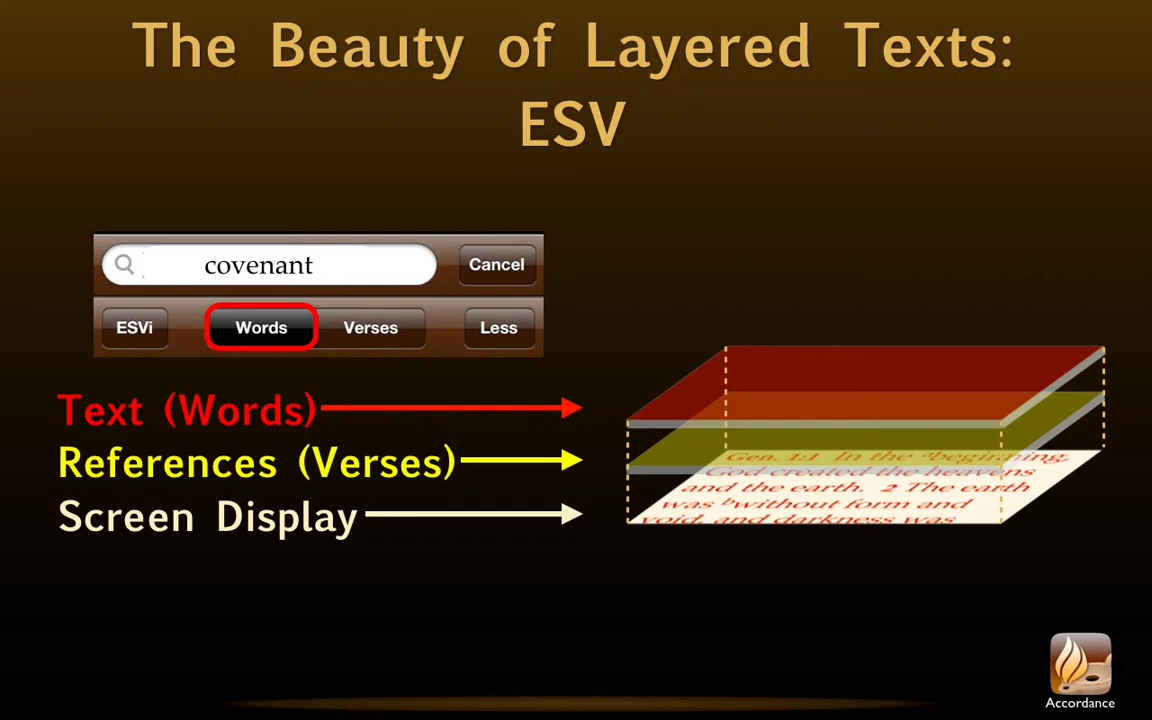 The Beauty of Layered Texts:
ESV
covenant
Cancel
ESVi
Words
Verses
Less
Text (Words)
References (Verses)
Screen Display
Gen. 1:1 In the ᵃbeginning,
God created the heavens
and the earth. 2 The earth
was ᵇwithout form and
void, and darkness was
Accordance